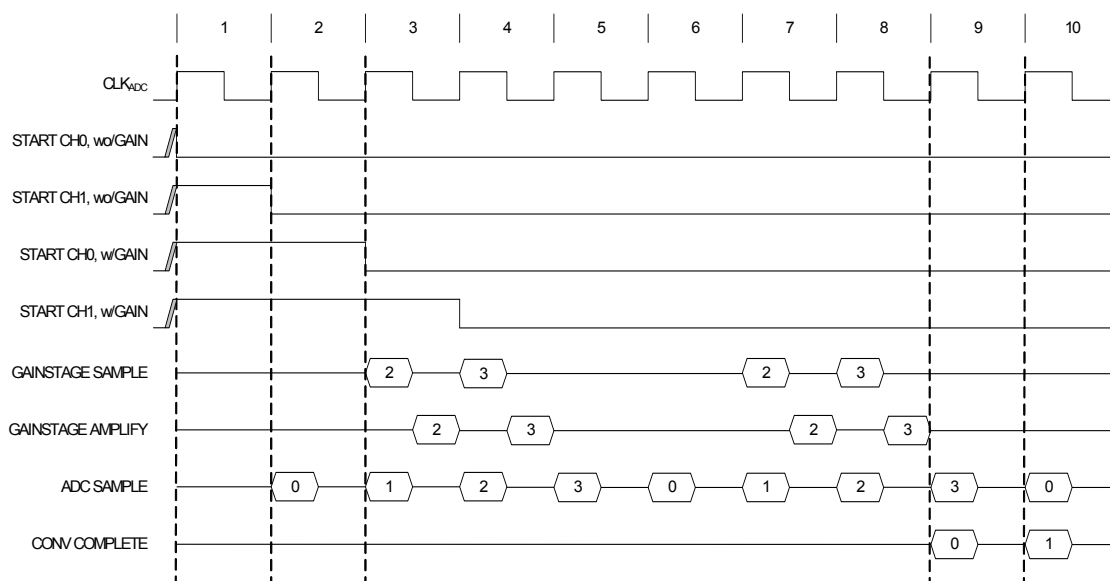 1 2 3 4 5 6 7 8 9 10
CLKADC
START CH0, wo/GAIN
START CH1, wo/GAIN
START CH0, w/GAIN
START CH1, w/GAIN
GAINSTAGE SAMPLE 2 3 2 3
GAINSTAGE AMPLIFY 2 3 2 3
ADC SAMPLE 0 1 2 3 0 1 2 3 0
CONV COMPLETE 0 1